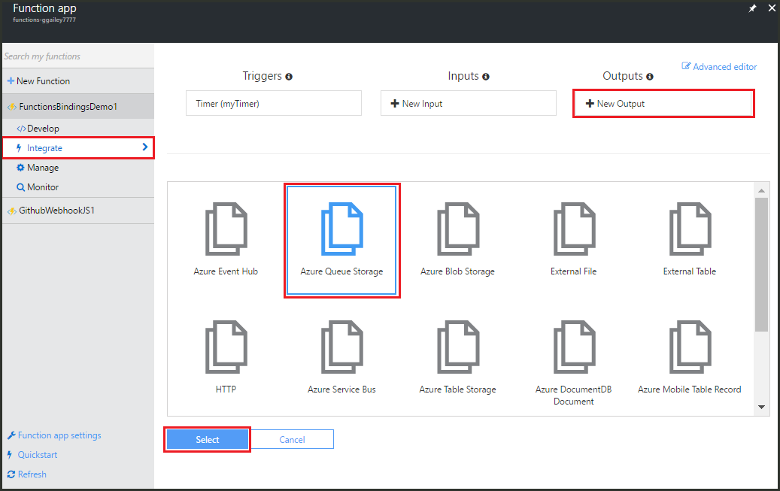 Function app
functions-ggailey7777
Search my functions
New Function
FunctionsBindingsDemo1
Develop
Integrate
Manage
Monitor
GithubWebhookJS1
Function app settings
Quickstart
Refresh
Advanced editor
Triggers
Inputs
Outputs
Timer (myTimer)
New Input
New Output
Azure Event Hub
Azure Queue Storage
Azure Blob Storage
External File
External Table
HTTP
Azure Service Bus
Azure Table Storage
Azure DocumentDB
Document
Azure Mobile Table Record
Select
Cancel